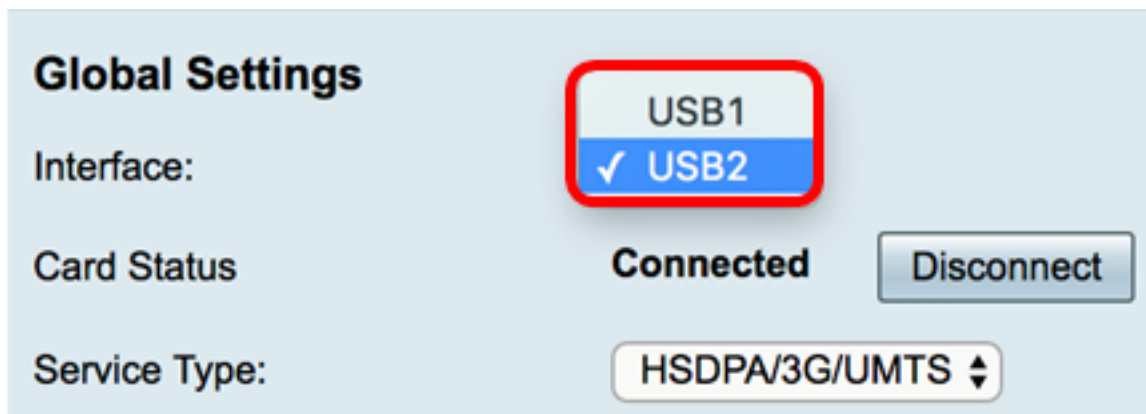 Global Settings
USB1
Interface:
✓ USB2
Card Status
Connected
Disconnect
Service Type:
HSDPA/3G/UMTS